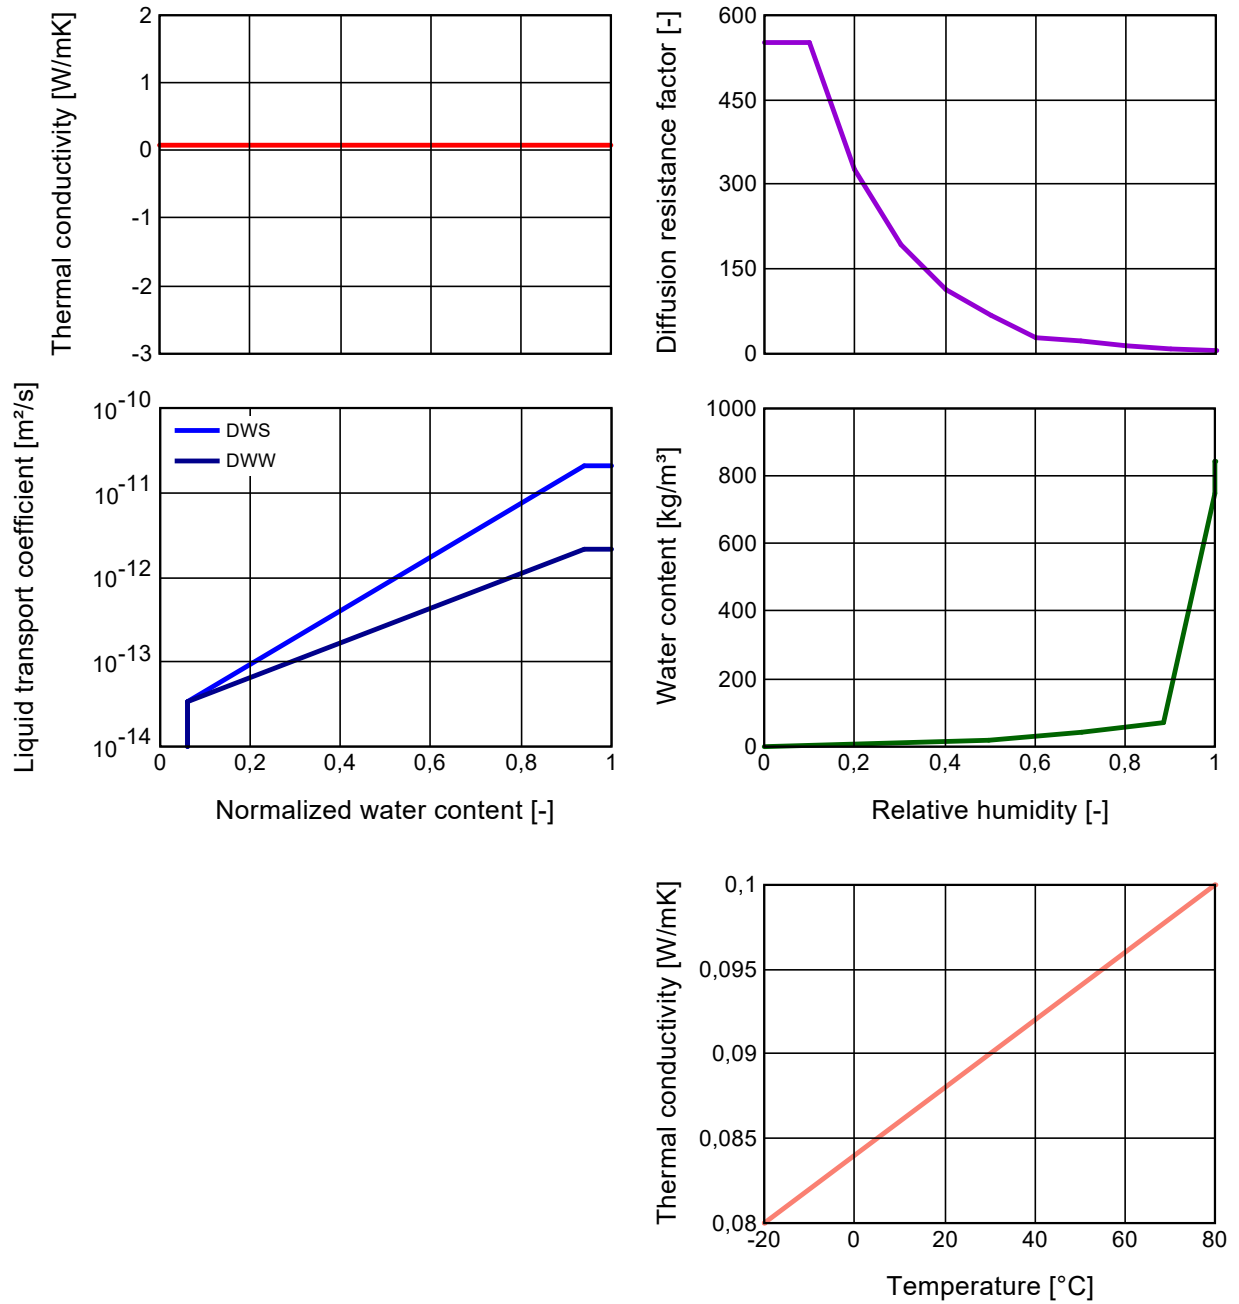 Thermal conductivity [W/mK]
2
1
0
-1
-2
-3
Diffusion resistance factor [-]
600
450
300
150
0
Liquid transport coefficient [m²/s]
10⁻¹⁰
10⁻¹¹
10⁻¹²
10⁻¹³
10⁻¹⁴
DWS
DWW
0 0,2 0,4 0,6 0,8 1
Normalized water content [-]
Water content [kg/m³]
1000
800
600
400
200
0
0 0,2 0,4 0,6 0,8 1
Relative humidity [-]
Thermal conductivity [W/mK]
0,1
0,095
0,09
0,085
0,08
-20 0 20 40 60 80
Temperature [°C]